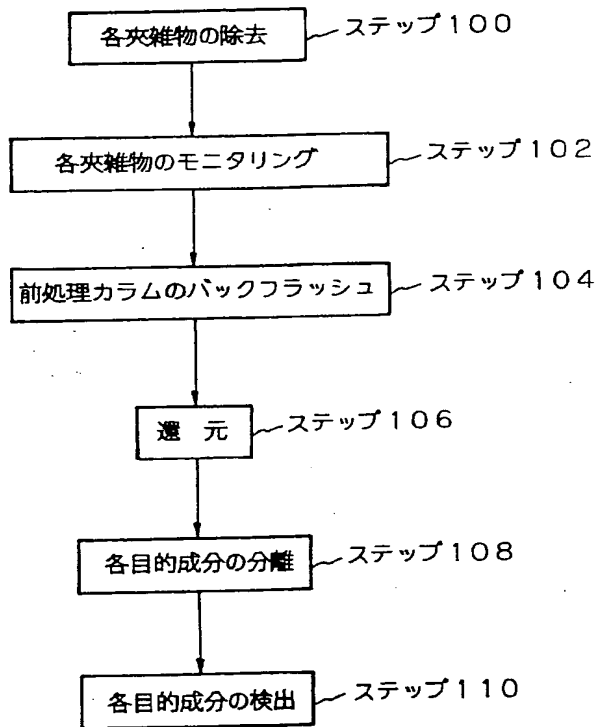 各夾雑物の除去 ステップ100
各夾雑物のモニタリング ステップ102
前処理カラムのバックフラッシュ ステップ104
還 元 ステップ106
各目的成分の分離 ステップ108
各目的成分の検出 ステップ110